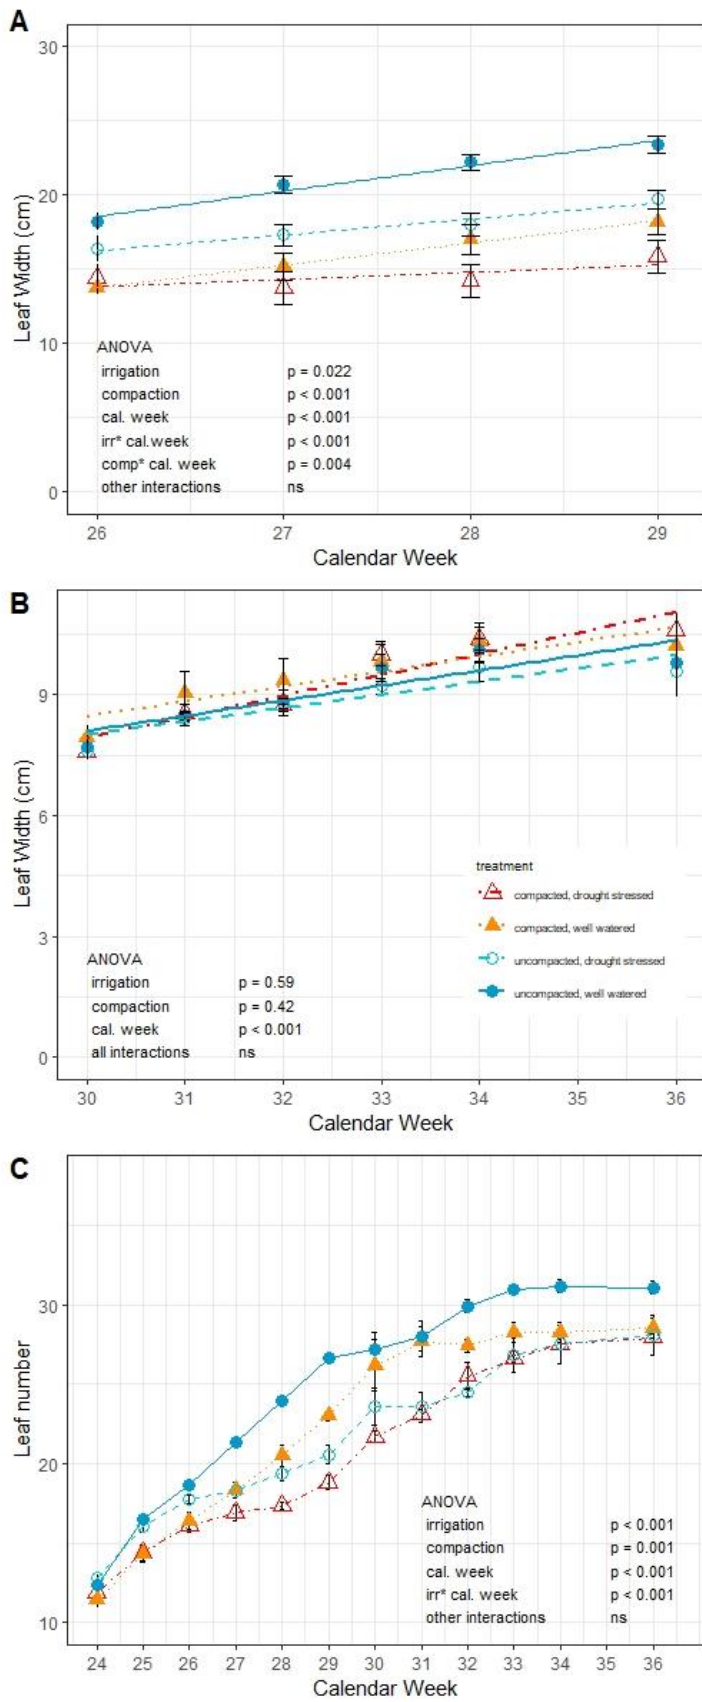 A
30
20
10
0
Leaf Width (cm)
ANOVA
irrigation p = 0.022
compaction p < 0.001
cal. week p < 0.001
irr* cal.week p < 0.001
comp* cal. week p = 0.004
other interactions ns
26 27 28 29
Calendar Week
B
9
6
3
0
Leaf Width (cm)
treatment
compacted, drought stressed
compacted, well watered
uncompacted, drought stressed
uncompacted, well watered
ANOVA
irrigation p = 0.59
compaction p = 0.42
cal. week p < 0.001
all interactions ns
30 31 32 33 34 35 36
Calendar Week
C
30
20
10
Leaf number
ANOVA
irrigation p < 0.001
compaction p = 0.001
cal. week p < 0.001
irr* cal. week p < 0.001
other interactions ns
24 25 26 27 28 29 30 31 32 33 34 36
Calendar Week